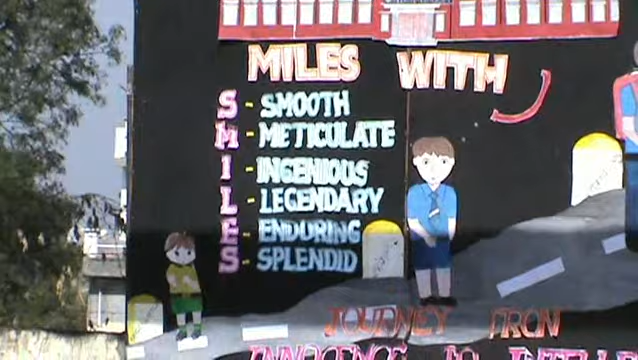 MILES WITH
S - SMOOTH
M - METICULATE
I - INGENIOUS
L - LEGENDARY
E - ENDURING
S - SPLENDID
JOURNEY FROM
INNOCENCE TO